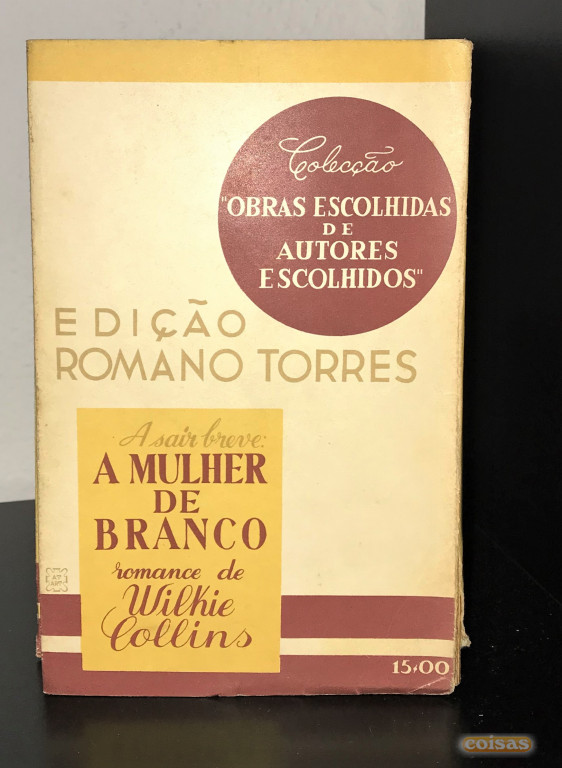 Colecção
"OBRAS ESCOLHIDAS
DE
AUTORES
ESCOLHIDOS"
EDIÇÃO
ROMANO TORRES
A sair breve:
A MULHER
DE
BRANCO
romance de
Wilkie
Collins
15$00
coisas